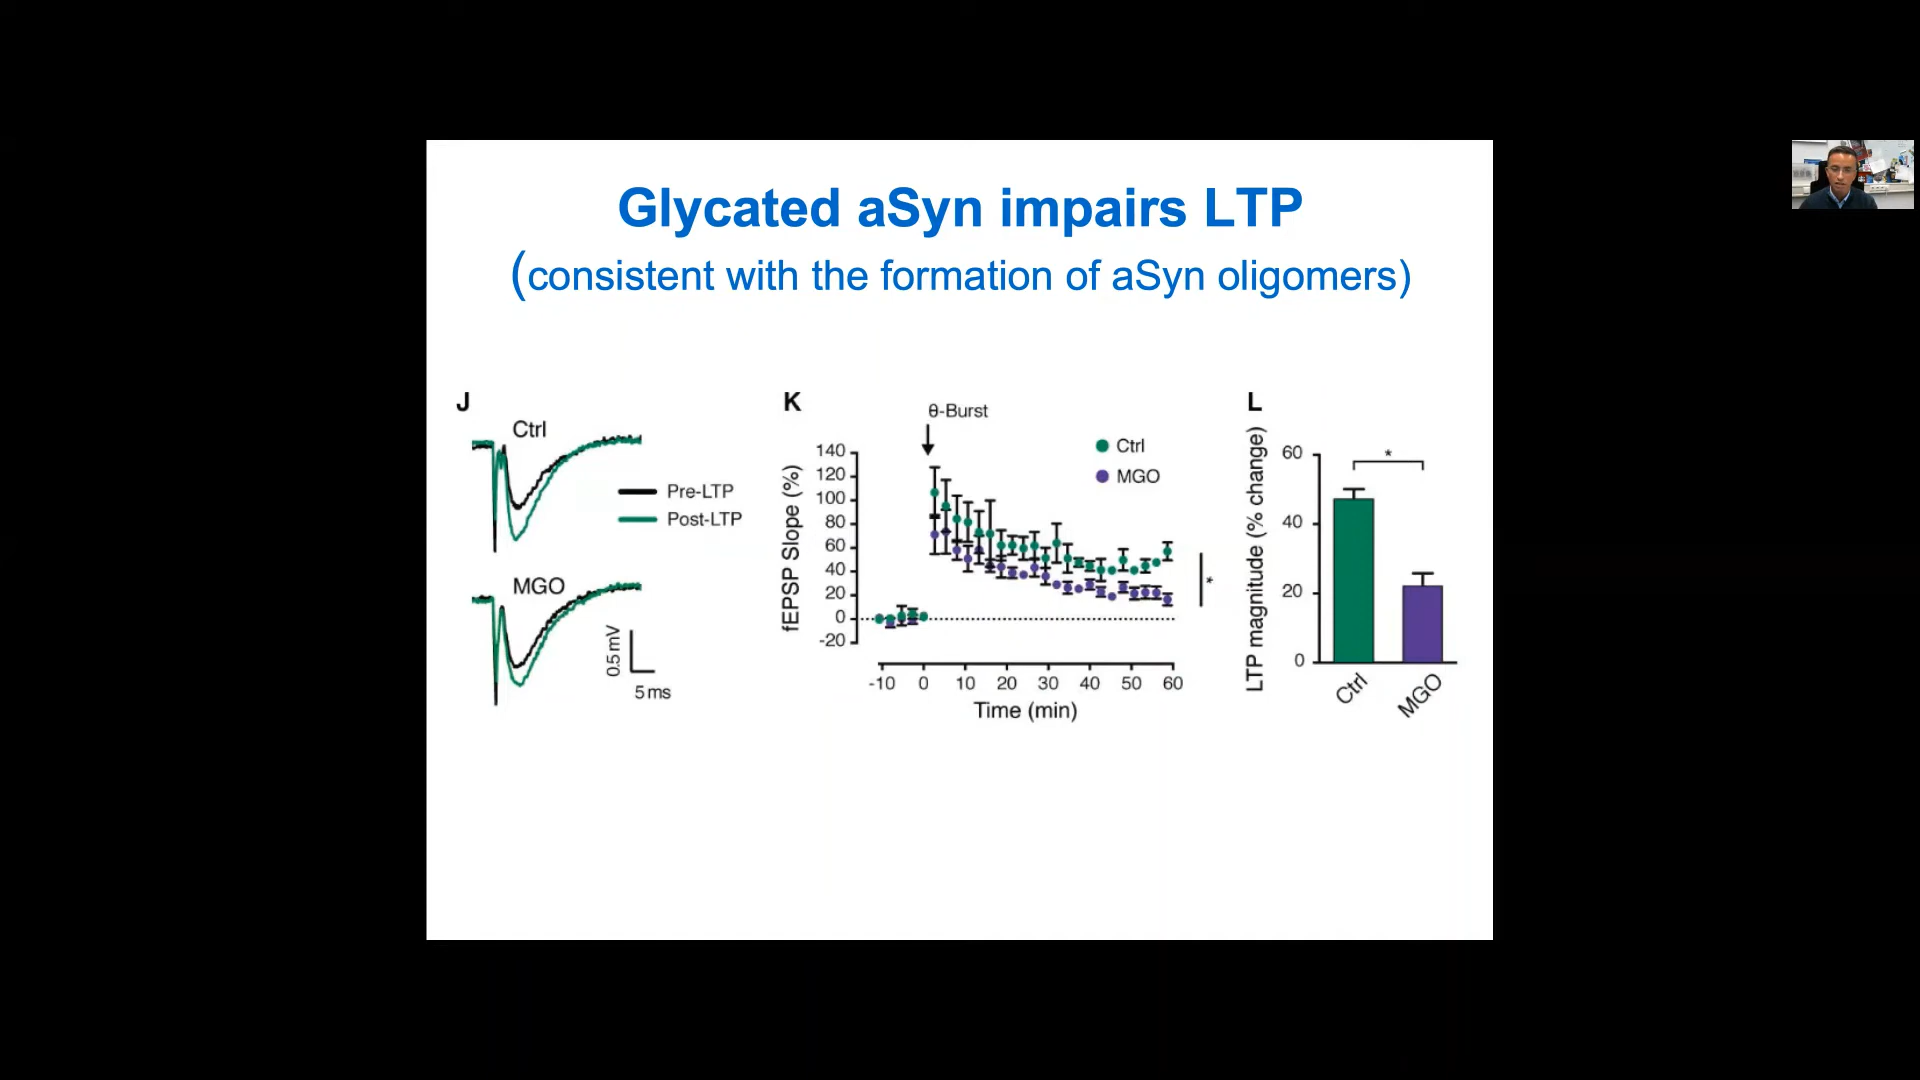 Glycated aSyn impairs LTP
(consistent with the formation of aSyn oligomers)
J
Ctrl
Pre-LTP
Post-LTP
MGO
0.5 mV
5 ms
K
θ-Burst
Ctrl
MGO
fEPSP Slope (%)
140
120
100
80
60
40
20
0
-20
*
-10 0 10 20 30 40 50 60
Time (min)
L
LTP magnitude (% change)
60
40
20
0
*
Ctrl
MGO